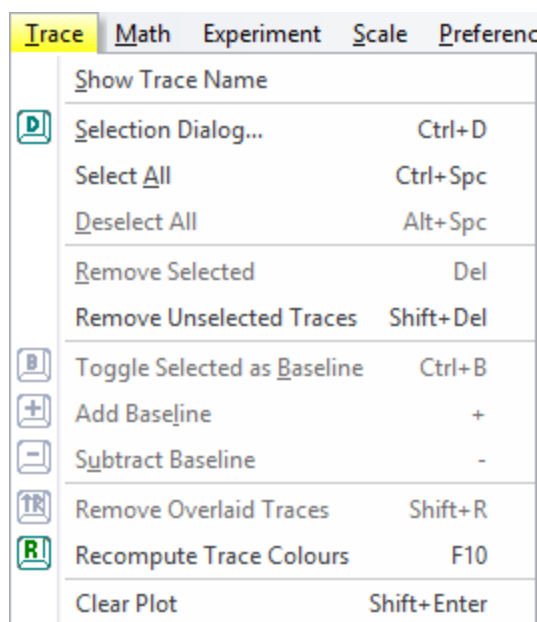 Trace Math Experiment Scale Preferenc
Show Trace Name
D Selection Dialog... Ctrl+D
Select All Ctrl+Spc
Deselect All Alt+Spc
Remove Selected Del
Remove Unselected Traces Shift+Del
B Toggle Selected as Baseline Ctrl+B
+ Add Baseline +
- Subtract Baseline -
↑R Remove Overlaid Traces Shift+R
R Recompute Trace Colours F10
Clear Plot Shift+Enter